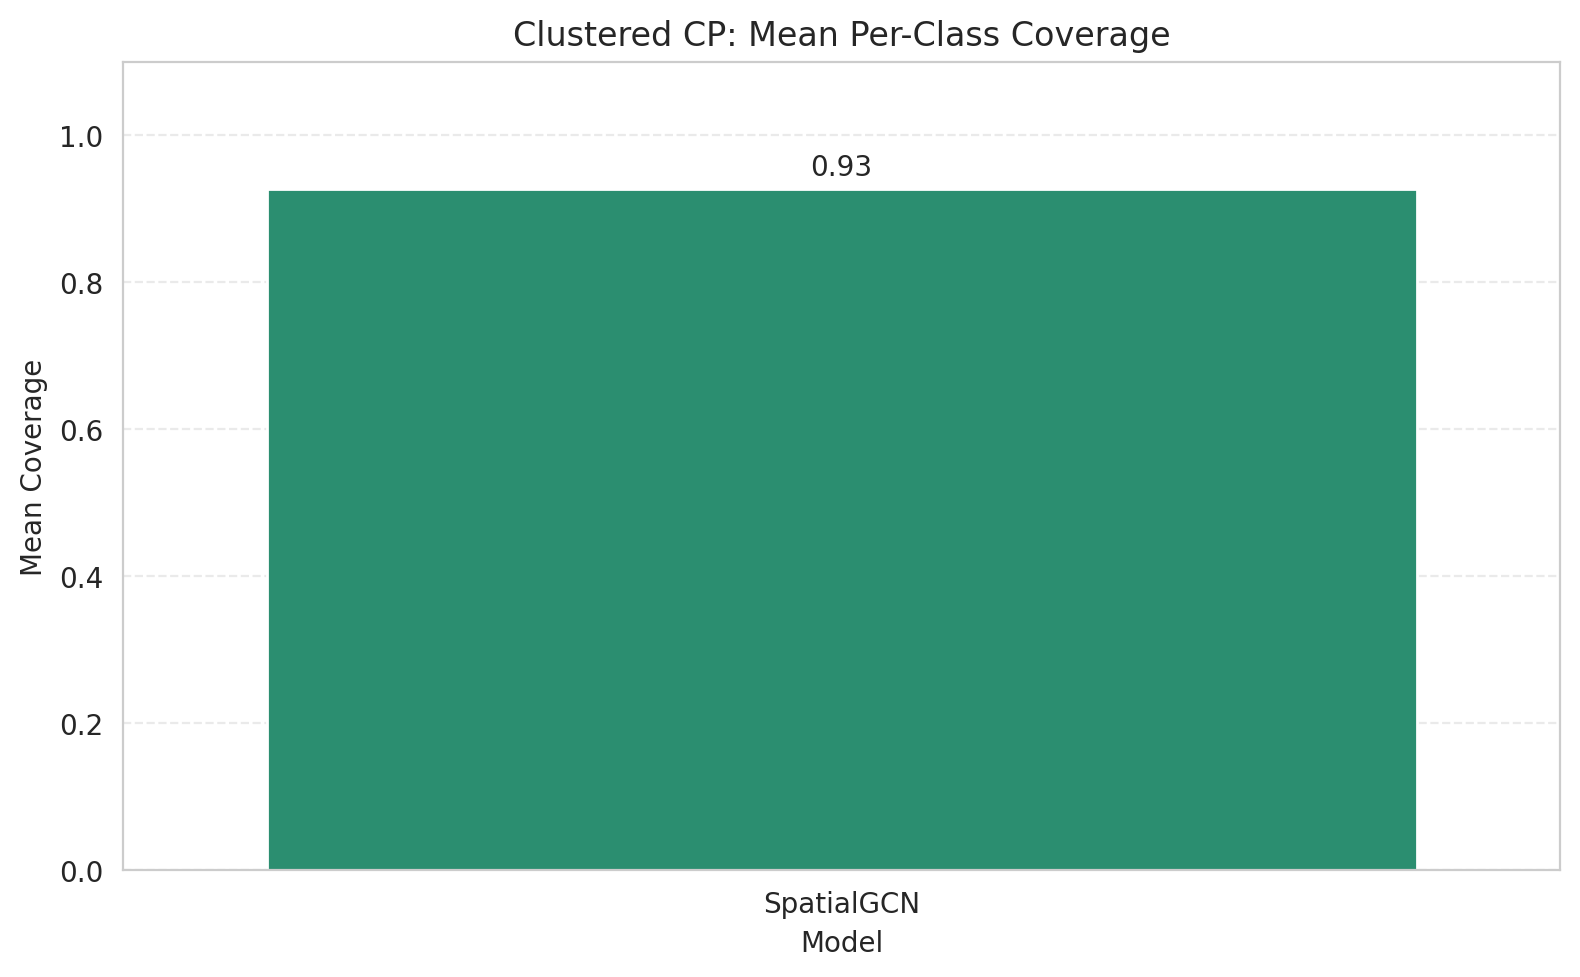 Clustered CP: Mean Per-Class Coverage
1.0
0.93
0.8
0.6
0.4
0.2
0.0
Mean Coverage
SpatialGCN
Model